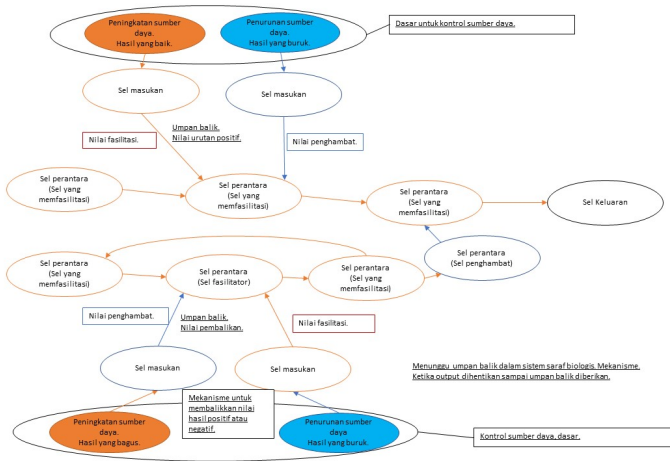 Peningkatan sumber
daya.
Hasil yang baik.
Penurunan sumber
daya.
Hasil yang buruk.
Dasar untuk kontrol sumber daya.
Sel masukan
Sel masukan
Nilai fasilitasi.
Umpan balik.
Nilai urutan positif.
Nilai penghambat.
Sel perantara
(Sel yang
memfasilitasi)
Sel perantara
(Sel yang
memfasilitasi)
Sel perantara
(Sel yang
memfasilitasi)
Sel Keluaran
Sel perantara
(Sel yang
memfasilitasi)
Sel perantara
(Sel fasilitator)
Sel perantara
(Sel yang
memfasilitasi)
Sel perantara
(Sel penghambat)
Nilai penghambat.
Umpan balik.
Nilai pembalikan.
Nilai fasilitasi.
Sel masukan
Sel masukan
Menunggu umpan balik dalam sistem saraf biologis. Mekanisme.
Ketika output dihentikan sampai umpan balik diberikan.
Mekanisme untuk
membalikkan nilai
hasil positif atau
negatif.
Peningkatan sumber
daya.
Hasil yang bagus.
Penurunan sumber
daya
Hasil yang buruk.
Kontrol sumber daya, dasar.